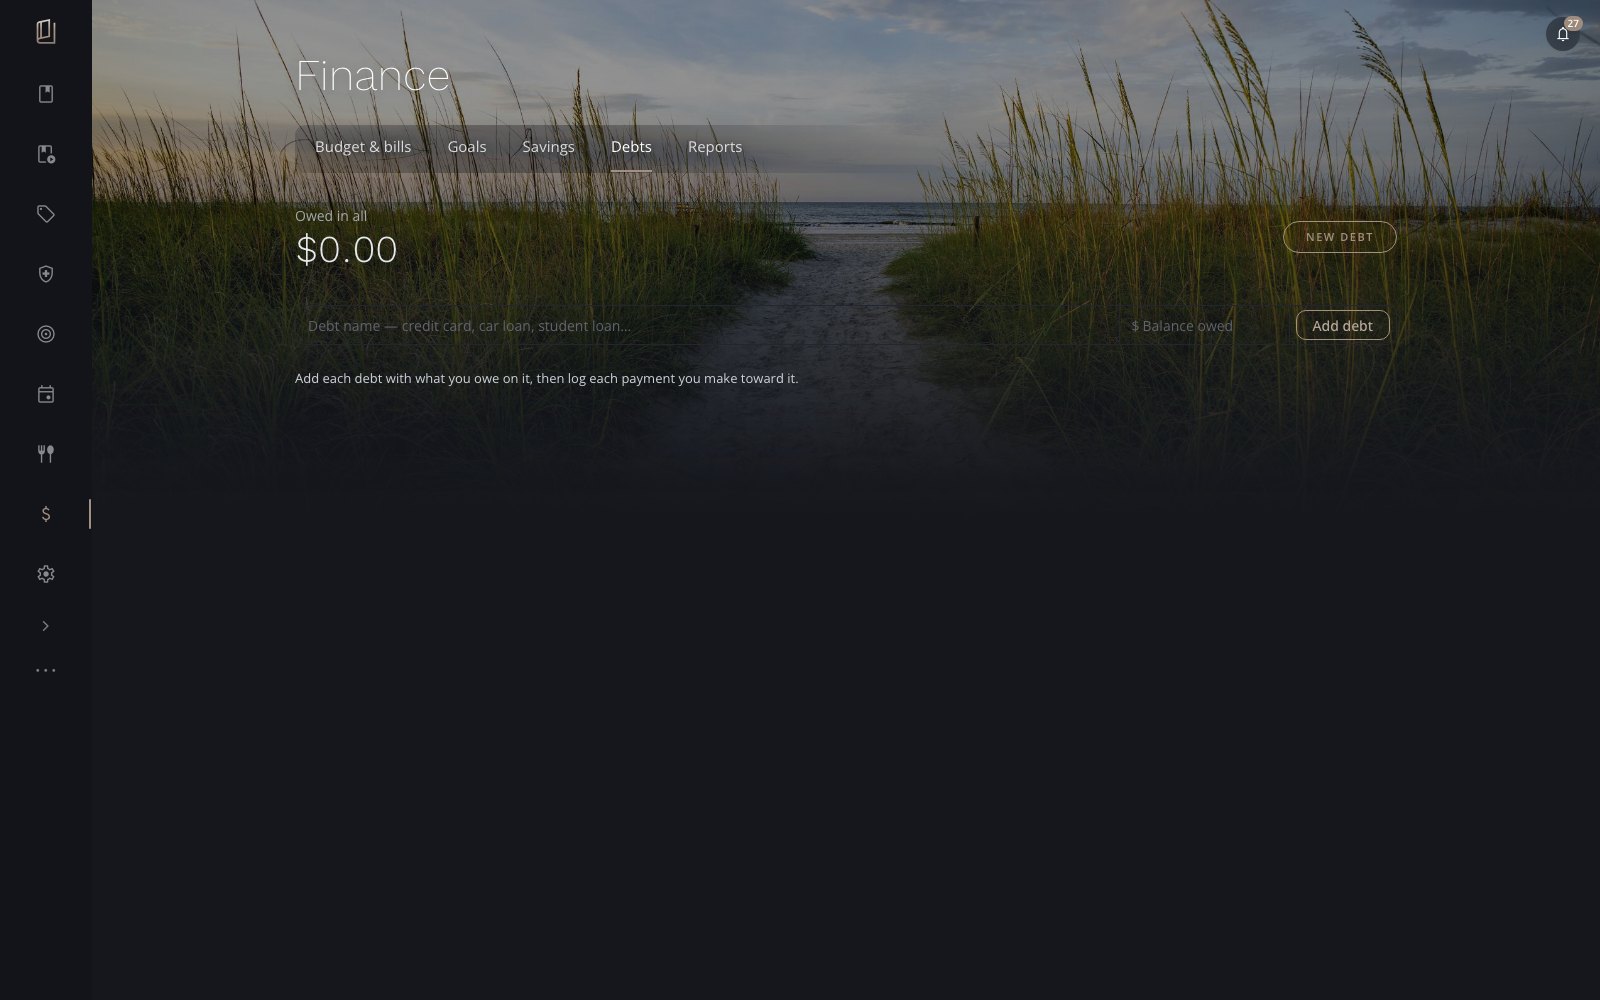 27
Finance
Budget & bills Goals Savings Debts Reports
Owed in all
$0.00
NEW DEBT
Debt name — credit card, car loan, student loan... $ Balance owed Add debt
Add each debt with what you owe on it, then log each payment you make toward it.